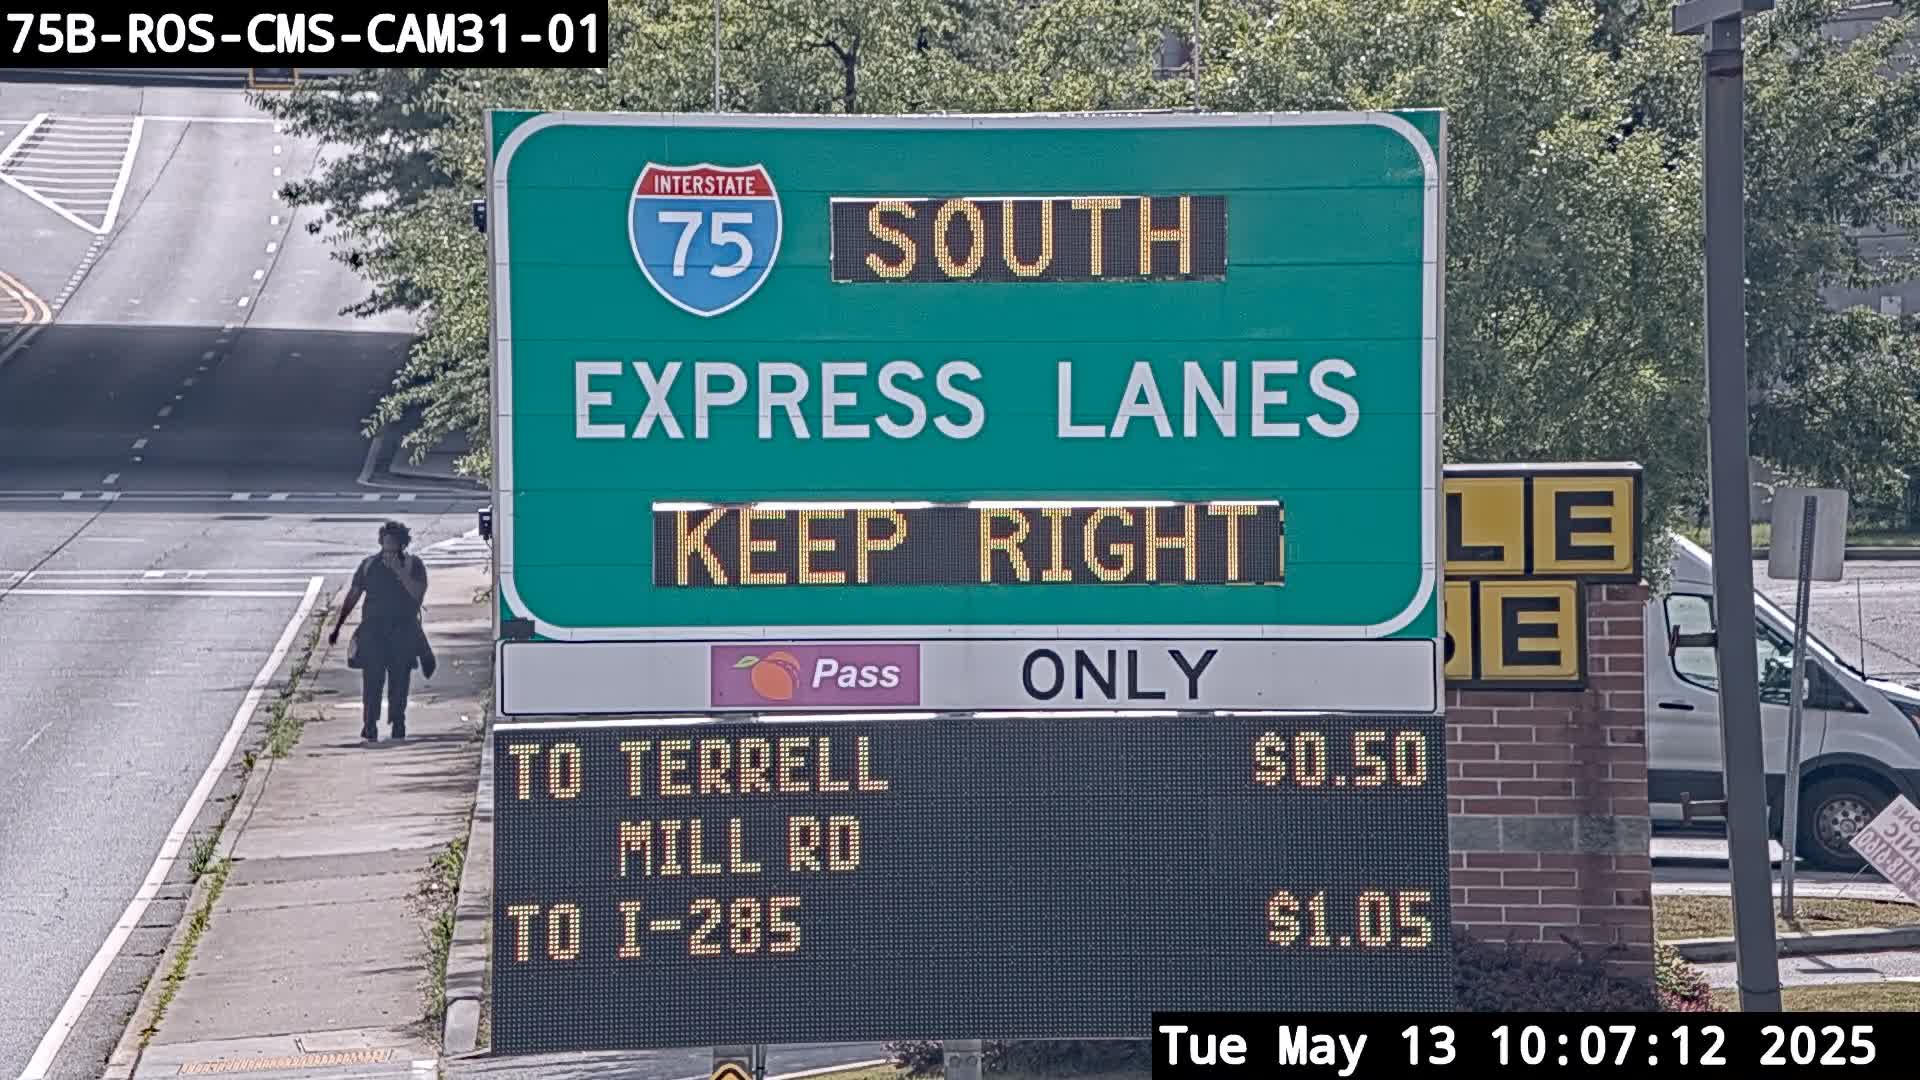 75B-ROS-CMS-CAM31-01
INTERSTATE
75
SOUTH
EXPRESS LANES
KEEP RIGHT
Pass ONLY
TO TERRELL $0.50
MILL RD
TO I-285 $1.05
LE
E
Tue May 13 10:07:12 2025